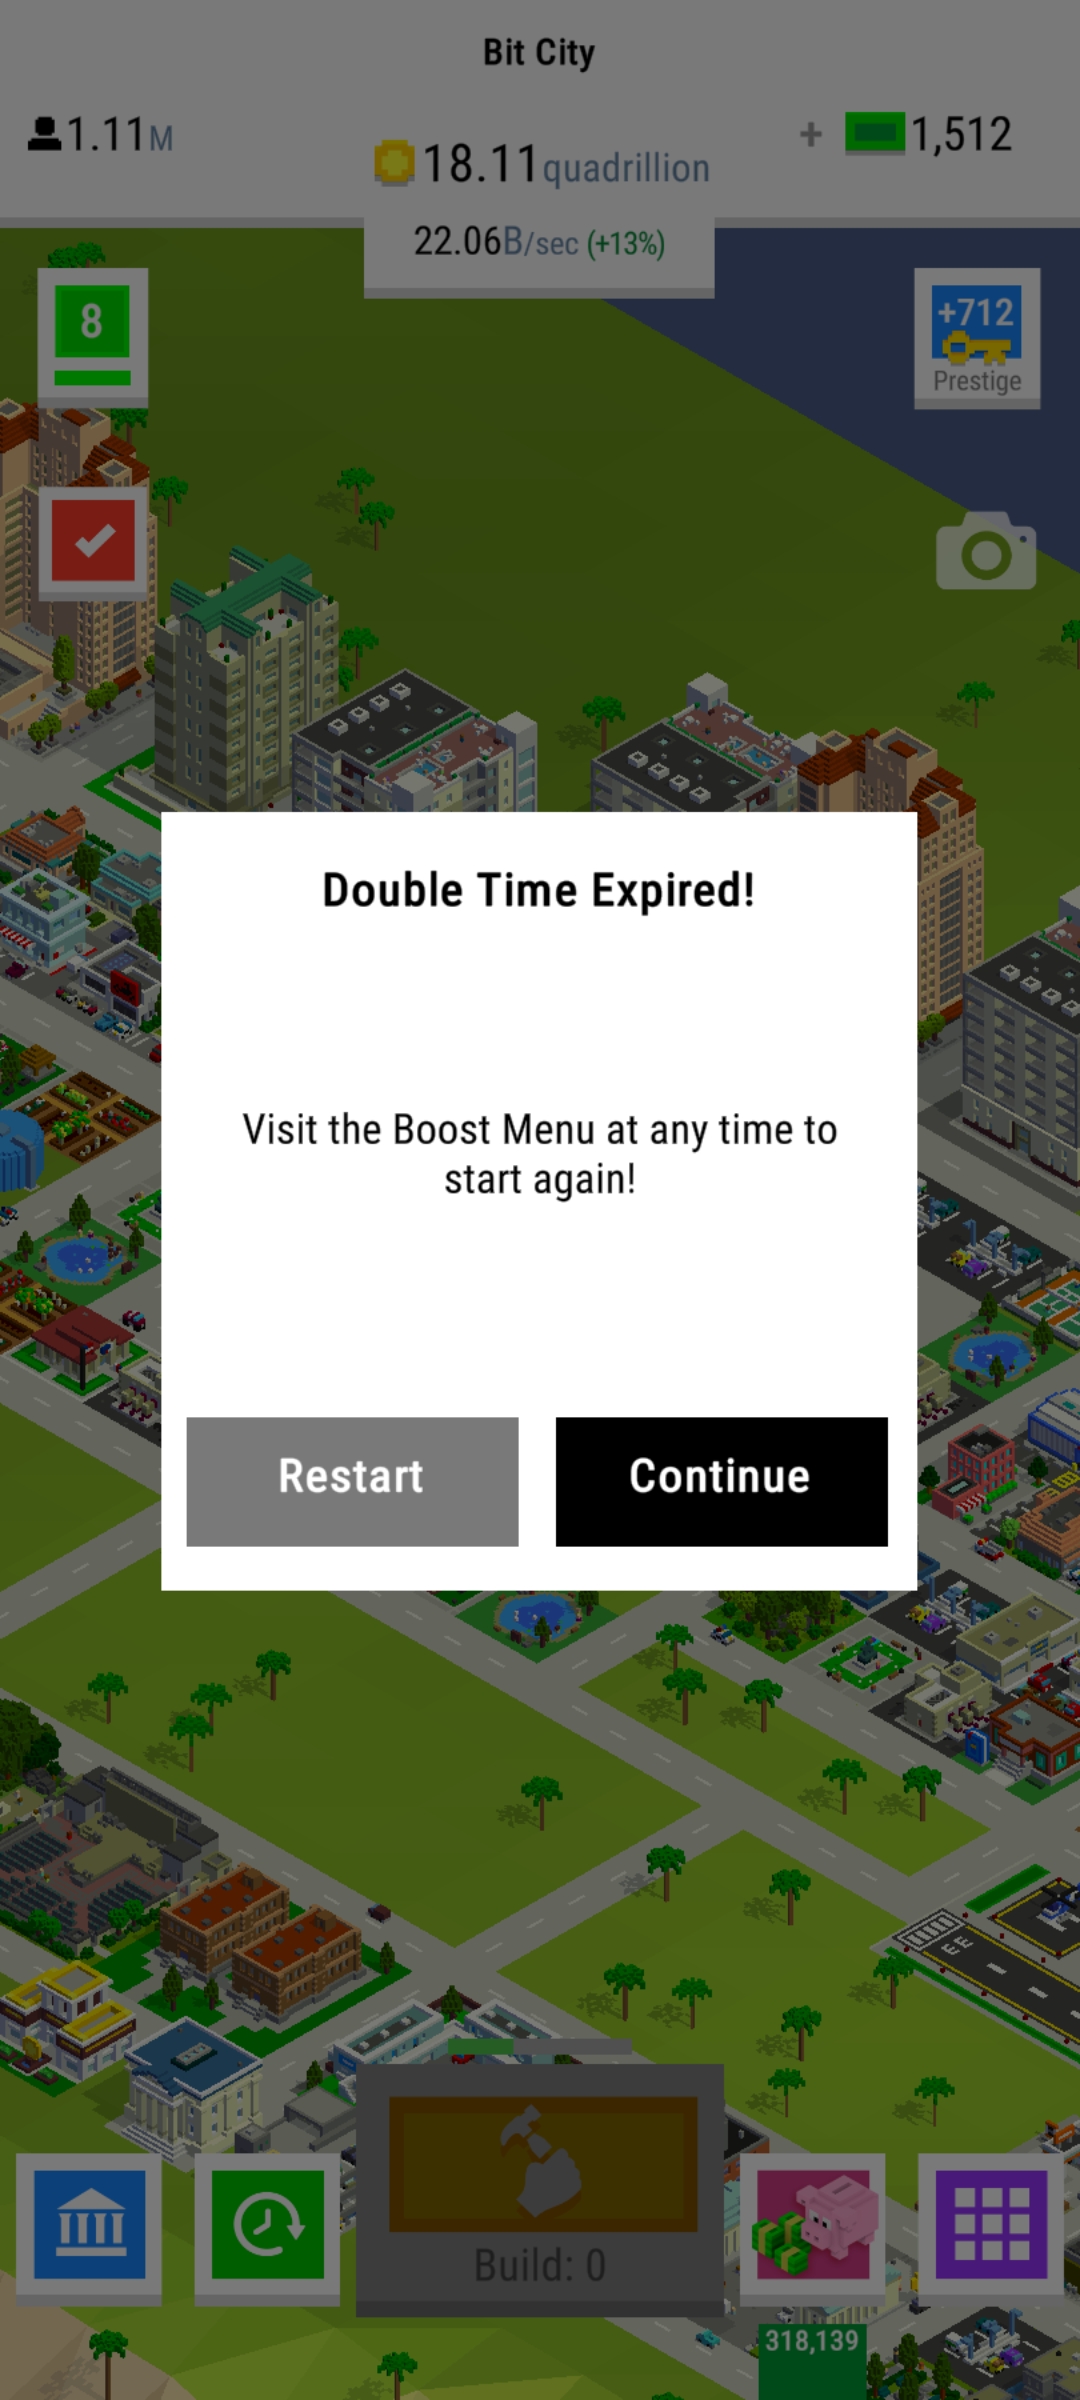 Bit City
1.11M
18.11quadrillion
+ 1,512
22.06B/sec (+13%)
8
+712
Prestige
Double Time Expired!
Visit the Boost Menu at any time to
start again!
Restart
Continue
Build: 0
318,139